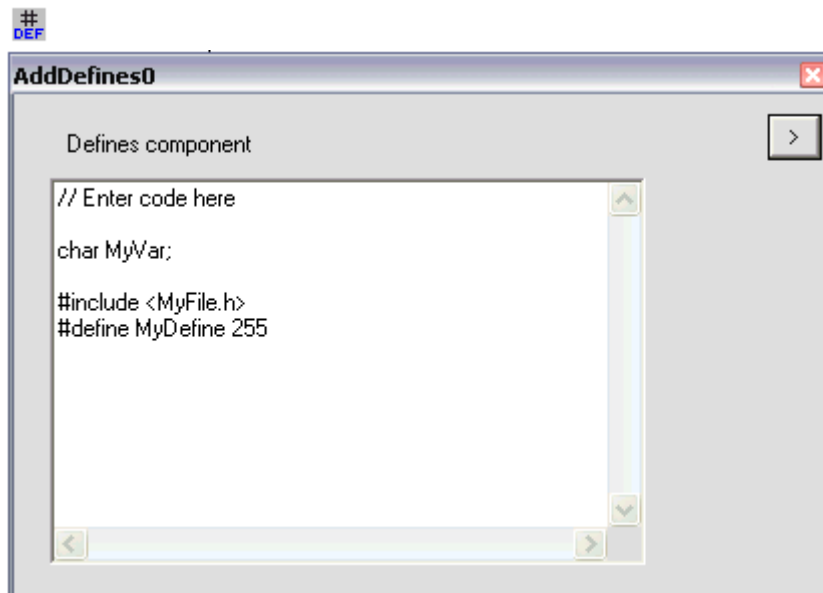 #
DEF
AddDefines0
Defines component
>
// Enter code here
char MyVar;
#include <MyFile.h>
#define MyDefine 255